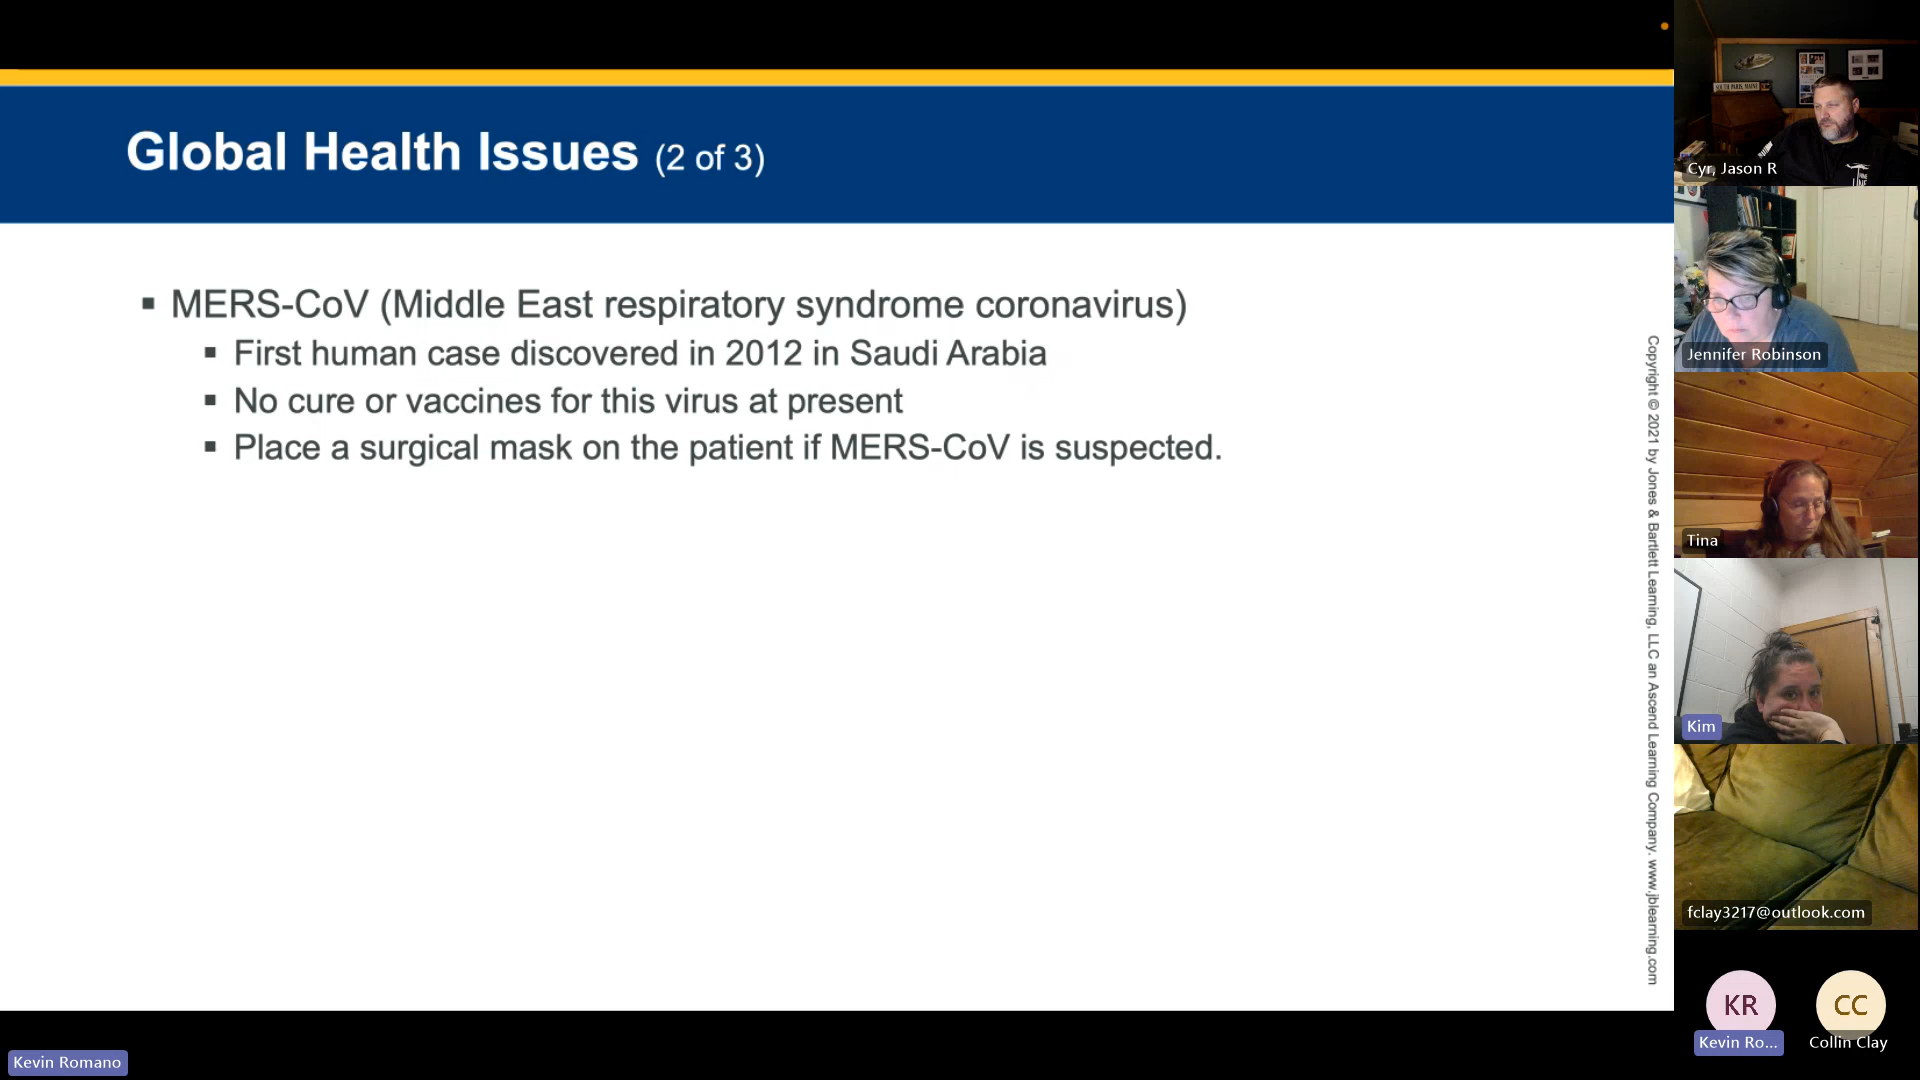 Global Health Issues (2 of 3)
▪ MERS-CoV (Middle East respiratory syndrome coronavirus)
▪ First human case discovered in 2012 in Saudi Arabia
▪ No cure or vaccines for this virus at present
▪ Place a surgical mask on the patient if MERS-CoV is suspected.
Copyright © 2021 by Jones & Bartlett Learning, LLC an Ascend Learning Company. www.jblearning.com
SOUTH PARIS, MAINE
Cyr, Jason R
Jennifer Robinson
Tina
Kim
fclay3217@outlook.com
KR
CC
Kevin Ro...
Collin Clay
Kevin Romano